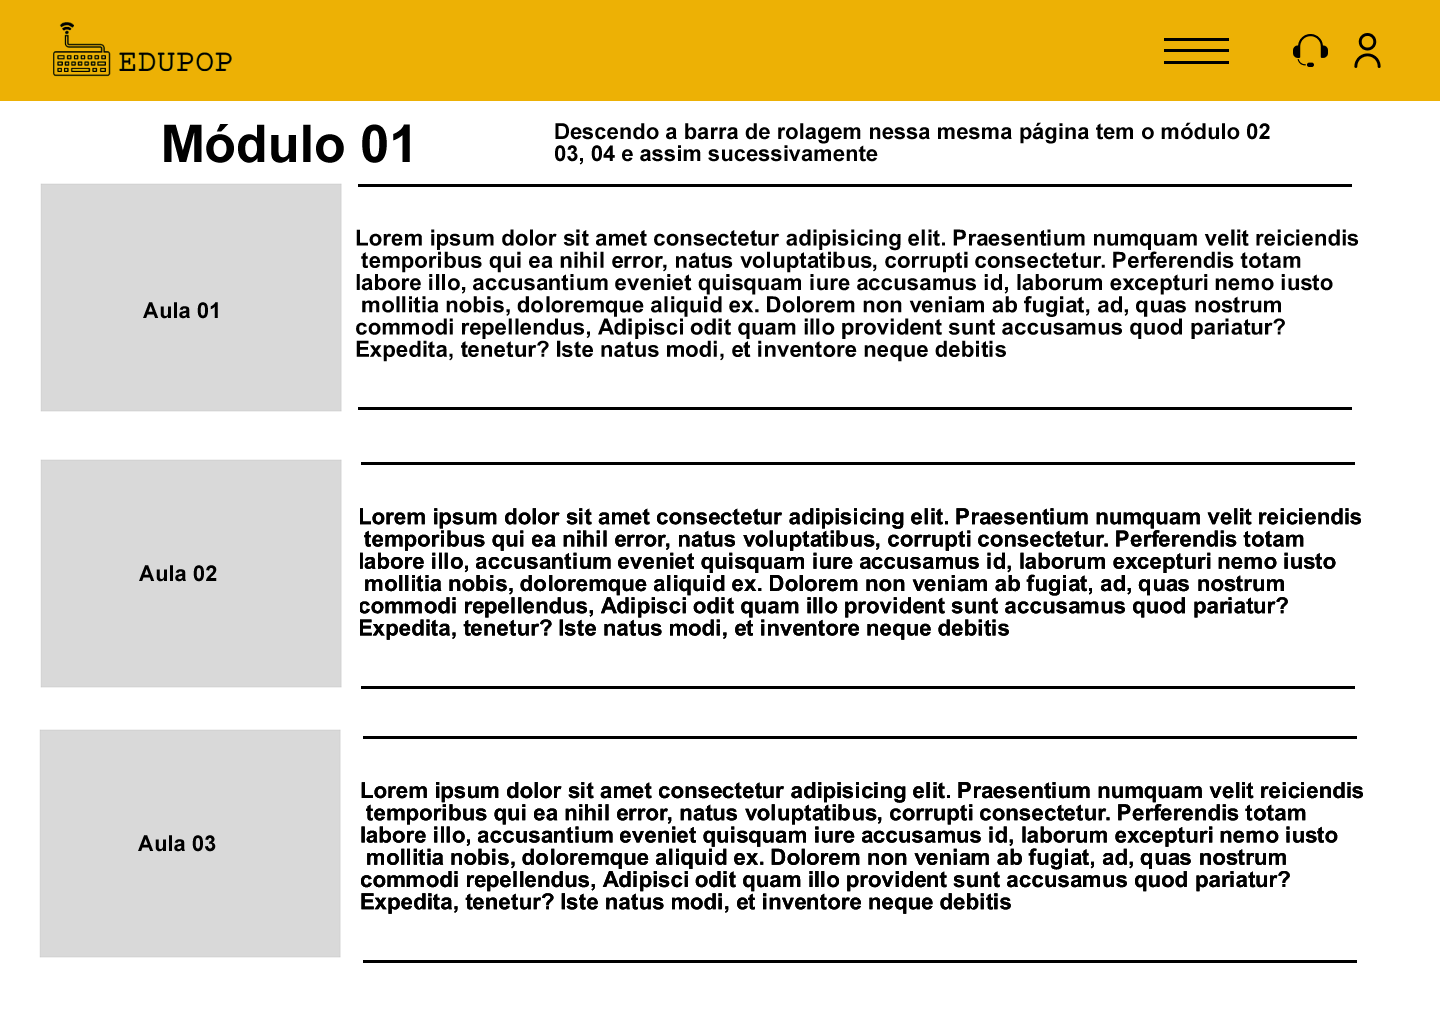 EDUPOP
Módulo 01
Descendo a barra de rolagem nessa mesma página tem o módulo 02
03, 04 e assim sucessivamente
Aula 01
Lorem ipsum dolor sit amet consectetur adipisicing elit. Praesentium numquam velit reiciendis
temporibus qui ea nihil error, natus voluptatibus, corrupti consectetur. Perferendis totam
labore illo, accusantium eveniet quisquam iure accusamus id, laborum excepturi nemo iusto
mollitia nobis, doloremque aliquid ex. Dolorem non veniam ab fugiat, ad, quas nostrum
commodi repellendus, Adipisci odit quam illo provident sunt accusamus quod pariatur?
Expedita, tenetur? Iste natus modi, et inventore neque debitis
Aula 02
Lorem ipsum dolor sit amet consectetur adipisicing elit. Praesentium numquam velit reiciendis
temporibus qui ea nihil error, natus voluptatibus, corrupti consectetur. Perferendis totam
labore illo, accusantium eveniet quisquam iure accusamus id, laborum excepturi nemo iusto
mollitia nobis, doloremque aliquid ex. Dolorem non veniam ab fugiat, ad, quas nostrum
commodi repellendus, Adipisci odit quam illo provident sunt accusamus quod pariatur?
Expedita, tenetur? Iste natus modi, et inventore neque debitis
Aula 03
Lorem ipsum dolor sit amet consectetur adipisicing elit. Praesentium numquam velit reiciendis
temporibus qui ea nihil error, natus voluptatibus, corrupti consectetur. Perferendis totam
labore illo, accusantium eveniet quisquam iure accusamus id, laborum excepturi nemo iusto
mollitia nobis, doloremque aliquid ex. Dolorem non veniam ab fugiat, ad, quas nostrum
commodi repellendus, Adipisci odit quam illo provident sunt accusamus quod pariatur?
Expedita, tenetur? Iste natus modi, et inventore neque debitis